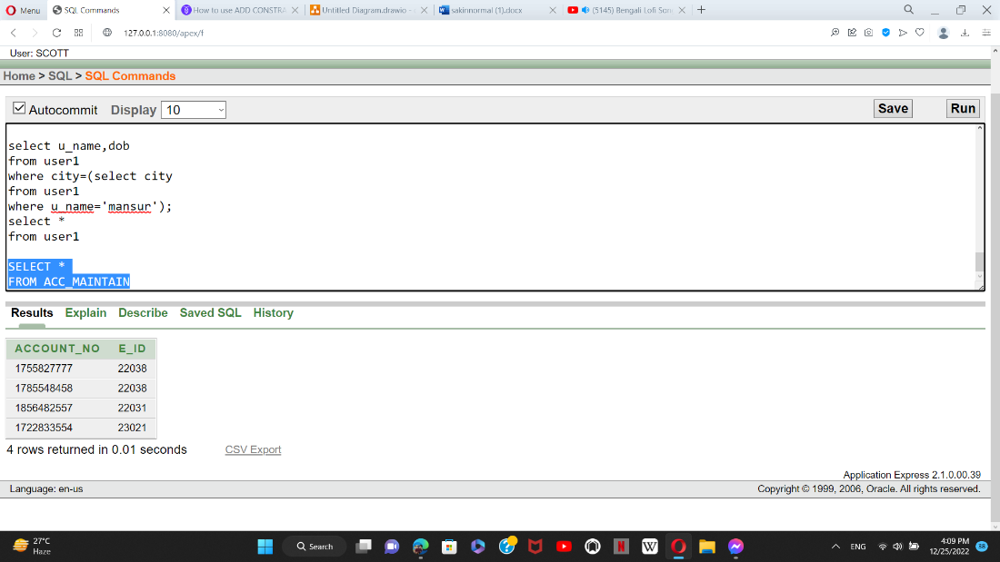 Menu
SQL Commands
How to use ADD CONSTRA
Untitled Diagram.drawio
sakinnormal (1).docx
(5145) Bengali Lofi Son
127.0.0.1:8080/apex/f
User: SCOTT
Home > SQL > SQL Commands
Autocommit Display 10
Save
Run
select u_name,dob
from user1
where city=(select city
from user1
where u_name='mansur');
select *
from user1
SELECT *
FROM ACC_MAINTAIN
Results Explain Describe Saved SQL History
ACCOUNT_NO E_ID
1755827777 22038
1785548458 22038
1856482557 22031
1722833554 23021
4 rows returned in 0.01 seconds
CSV Export
Application Express 2.1.0.00.39
Language: en-us
Copyright © 1999, 2006, Oracle. All rights reserved.
27°C
Haze
Search
ENG
4:09 PM
12/25/2022
38